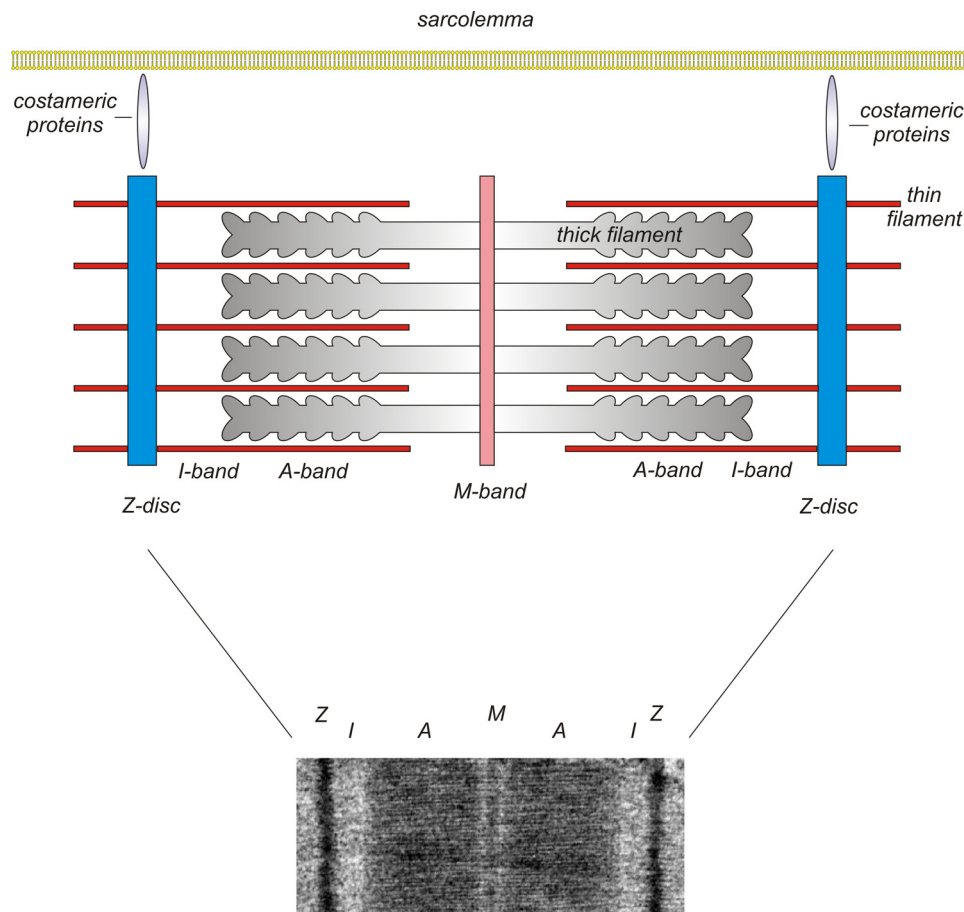 sarcolemma
costameric
proteins
costameric
proteins
thin
filament
thick filament
I-band
A-band
M-band
A-band
I-band
Z-disc
Z-disc
Z
I
A
M
A
I
Z